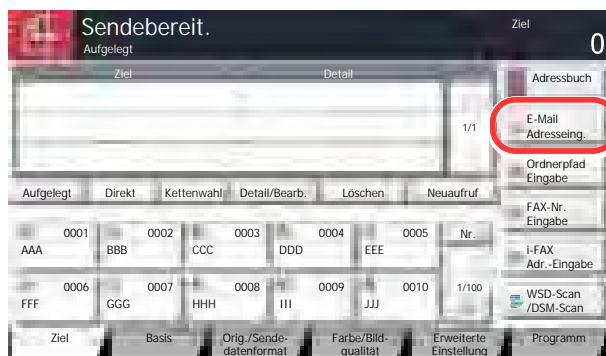 Sendebereit.
Aufgelegt
Ziel
0
Ziel Detail
1/1
Adressbuch
E-Mail
Adresseing.
Ordnerpfad
Eingabe
FAX-Nr.
Eingabe
i-FAX
Adr.-Eingabe
WSD-Scan
/DSM-Scan
Aufgelegt Direkt Kettenwahl Detail/Bearb. Löschen Neuaufruf
0001 0002 0003 0004 0005 Nr.
AAA BBB CCC DDD EEE
0006 0007 0008 0009 0010 1/100
FFF GGG HHH III JJJ
Ziel Basis Orig./Sende-
datenformat Farbe/Bild-
qualität Erweiterte
Einstellung Programm